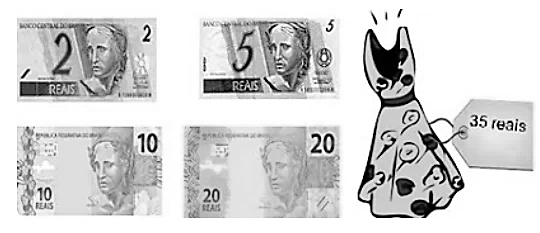 BANCO CENTRAL DO BRASIL
2
2
REAIS
BANCO CENTRAL DO BRASIL
5
5
REAIS
35 reais
REPÚBLICA FEDERATIVA DO BRASIL
10
10
REAIS
REPÚBLICA FEDERATIVA DO BRASIL
20
20
REAIS